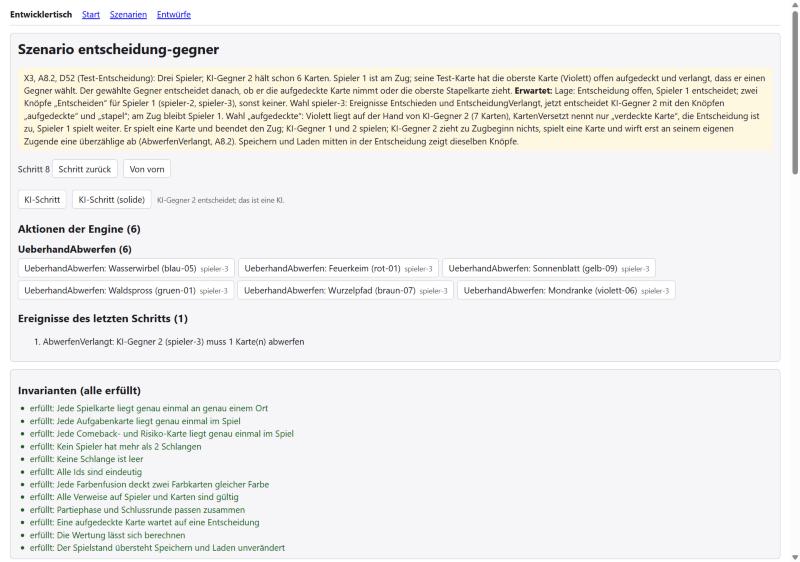 Entwicklertisch Start Szenarien Entwürfe
Szenario entscheidung-gegner
X3, A8.2, D52 (Test-Entscheidung): Drei Spieler; KI-Gegner 2 hält schon 6 Karten. Spieler 1 ist am Zug; seine Test-Karte hat die oberste Karte (Violett) offen aufgedeckt und verlangt, dass er einen
Gegner wählt. Der gewählte Gegner entscheidet danach, ob er die aufgedeckte Karte nimmt oder die oberste Stapelkarte zieht. Erwartet: Lage: Entscheidung offen, Spieler 1 entscheidet; zwei
Knöpfe „Entscheiden“ für Spieler 1 (spieler-2, spieler-3), sonst keiner. Wahl spieler-3: Ereignisse Entschieden und EntscheidungVerlangt, jetzt entscheidet KI-Gegner 2 mit den Knöpfen
„aufgedeckte“ und „stapel“; am Zug bleibt Spieler 1. Wahl „aufgedeckte“: Violett liegt auf der Hand von KI-Gegner 2 (7 Karten), KartenVersetzt nennt nur „verdeckte Karte“, die Entscheidung ist
zu, Spieler 1 spielt weiter. Er spielt eine Karte und beendet den Zug; KI-Gegner 1 und 2 spielen; KI-Gegner 2 zieht zu Zugbeginn nichts, spielt eine Karte und wirft erst an seinem eigenen
Zugende eine überzählige ab (AbwerfenVerlangt, A8.2). Speichern und Laden mitten in der Entscheidung zeigt dieselben Knöpfe.
Schritt 8 Schritt zurück Von vorn
KI-Schritt KI-Schritt (solide) KI-Gegner 2 entscheidet; das ist eine KI.
Aktionen der Engine (6)
UeberhandAbwerfen (6)
UeberhandAbwerfen: Wasserwirbel (blau-05) spieler-3 UeberhandAbwerfen: Feuerkeim (rot-01) spieler-3 UeberhandAbwerfen: Sonnenblatt (gelb-09) spieler-3
UeberhandAbwerfen: Waldspross (gruen-01) spieler-3 UeberhandAbwerfen: Wurzelpfad (braun-07) spieler-3 UeberhandAbwerfen: Mondranke (violett-06) spieler-3
Ereignisse des letzten Schritts (1)
1. AbwerfenVerlangt: KI-Gegner 2 (spieler-3) muss 1 Karte(n) abwerfen
Invarianten (alle erfüllt)
erfüllt: Jede Spielkarte liegt genau einmal an genau einem Ort
erfüllt: Jede Aufgabenkarte liegt genau einmal im Spiel
erfüllt: Jede Comeback- und Risiko-Karte liegt genau einmal im Spiel
erfüllt: Kein Spieler hat mehr als 2 Schlangen
erfüllt: Keine Schlange ist leer
erfüllt: Alle Ids sind eindeutig
erfüllt: Jede Farbenfusion deckt zwei Farbkarten gleicher Farbe
erfüllt: Alle Verweise auf Spieler und Karten sind gültig
erfüllt: Partiephase und Schlussrunde passen zusammen
erfüllt: Eine aufgedeckte Karte wartet auf eine Entscheidung
erfüllt: Die Wertung lässt sich berechnen
erfüllt: Der Spielstand übersteht Speichern und Laden unverändert